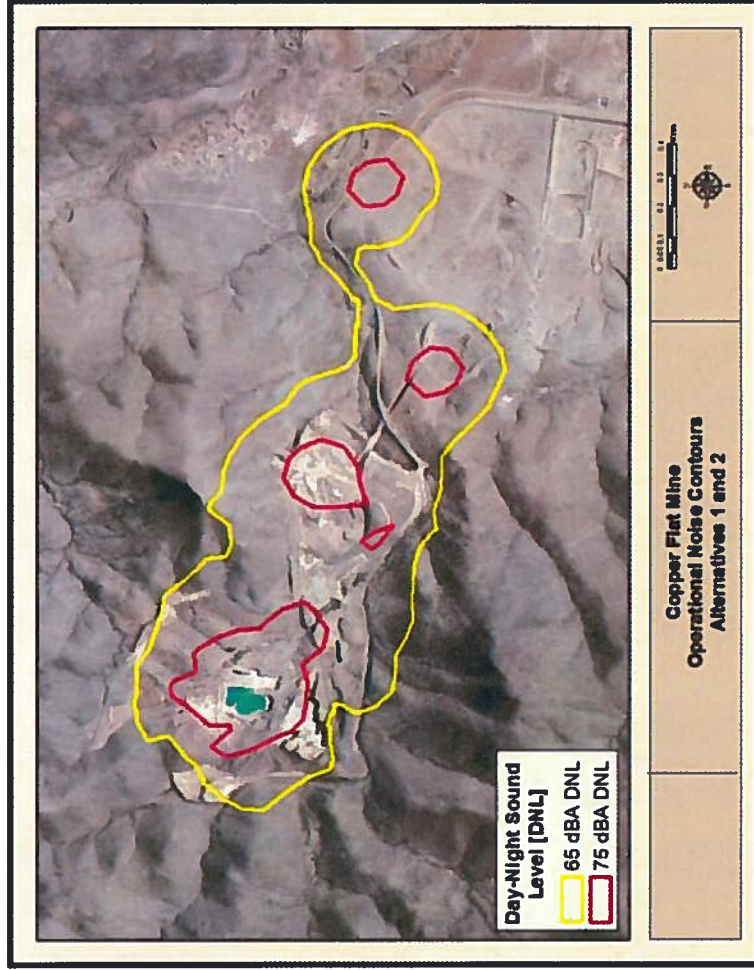 Day-Night Sound
Level [DNL]
65 dBA DNL
75 dBA DNL
Copper Flat Mine
Operational Noise Contours
Alternatives 1 and 2